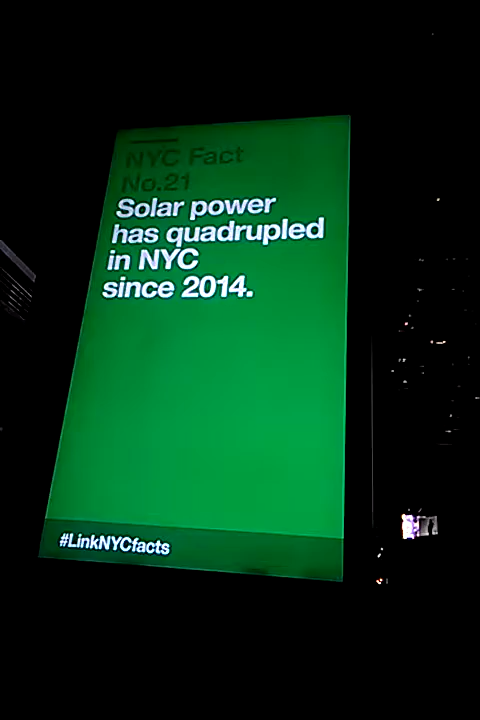 NYC Fact
No.21
Solar power
has quadrupled
in NYC
since 2014.
#LinkNYCfacts